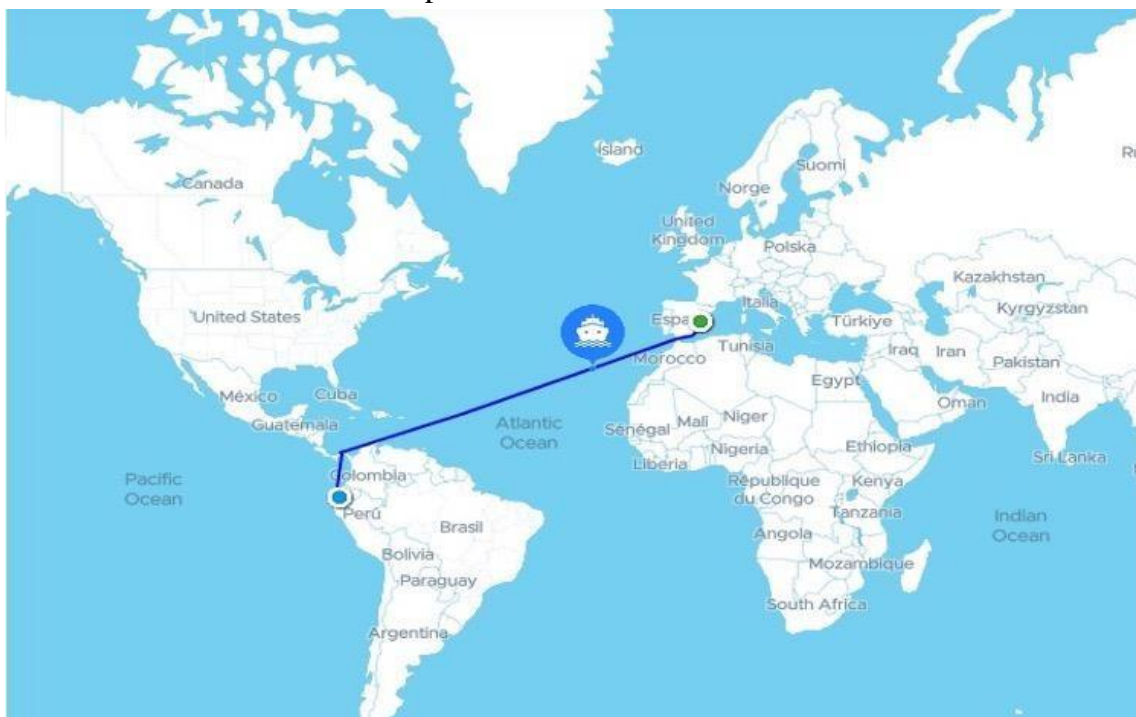 Ísland
Suomi
Ru
Canada
Norge
United
Kingdom
Polska
Kazakhstan
Italia
Kyrgyzstan
United States
Espa
Türkiye
Tunisia
Morocco
Iraq
Iran
Pakistan
Egypt
México
Cuba
India
Oman
Guatemala
Atlantic
Ocean
Mali
Niger
Sénégal
Ethiopia
Nigeria
Liberia
Sri Lanka
Pacific
Ocean
Colombia
République
du Congo
Kenya
Perú
Tanzania
Brasil
Indian
Ocean
Angola
Bolivia
Mozambique
Paraguay
South Africa
Argentina